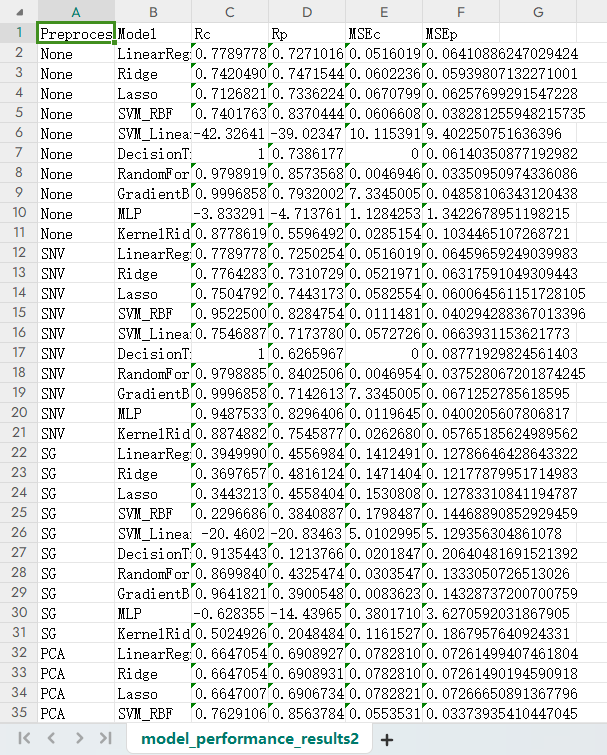 A B C D E F G
1 Preproces Model Rc Rp MSEc MSEp
2 None LinearReg 0.7789778 0.7271016 0.0516019 0.06410886247029424
3 None Ridge 0.7420490 0.7471544 0.0602236 0.05939807132271001
4 None Lasso 0.7126821 0.7336224 0.0670799 0.06257699291547228
5 None SVM_RBF 0.7401763 0.8370444 0.0606608 0.038281255948215735
6 None SVM_Linea -42.32641 -39.02347 10.115391 9.402250751636396
7 None DecisionT 1 0.7386177 0 0.06140350877192982
8 None RandomFor 0.9798919 0.8573568 0.0046946 0.03350950974336086
9 None GradientB 0.9996858 0.7932002 7.3345005 0.04858106343120438
10 None MLP -3.833291 -4.713761 1.1284253 1.3422678951198215
11 None KernelRid 0.8778619 0.5596492 0.0285154 0.1034465107268721
12 SNV LinearReg 0.7789778 0.7250254 0.0516019 0.06459659249039983
13 SNV Ridge 0.7764283 0.7310729 0.0521971 0.06317591049309443
14 SNV Lasso 0.7504792 0.7443173 0.0582554 0.060064561151728105
15 SNV SVM_RBF 0.9522500 0.8284754 0.0111481 0.040294288367013396
16 SNV SVM_Linea 0.7546887 0.7173780 0.0572726 0.0663931153621773
17 SNV DecisionT 1 0.6265967 0 0.08771929824561403
18 SNV RandomFor 0.9798885 0.8402506 0.0046954 0.037528067201874245
19 SNV GradientB 0.9996858 0.7142613 7.3345005 0.0671252785618595
20 SNV MLP 0.9487533 0.8296406 0.0119645 0.0400205607806817
21 SNV KernelRid 0.8874882 0.7545877 0.0262680 0.05765185624989562
22 SG LinearReg 0.3949990 0.4556984 0.1412491 0.12786646428643322
23 SG Ridge 0.3697657 0.4816124 0.1471404 0.12177879951714983
24 SG Lasso 0.3443213 0.4558404 0.1530808 0.12783310841194787
25 SG SVM_RBF 0.2296686 0.3840887 0.1798487 0.14468890852929459
26 SG SVM_Linea -20.4602 -20.83463 5.0102995 5.129356304861078
27 SG DecisionT 0.9135443 0.1213766 0.0201847 0.20640481691521392
28 SG RandomFor 0.8699840 0.4325474 0.0303547 0.1333050726513026
29 SG GradientB 0.9641821 0.3900548 0.0083623 0.14328737200700759
30 SG MLP -0.628355 -14.43965 0.3801710 3.6270592031867905
31 SG KernelRid 0.5024926 0.2048484 0.1161527 0.1867957640924331
32 PCA LinearReg 0.6647054 0.6908927 0.0782810 0.07261499407461804
33 PCA Ridge 0.6647054 0.6908931 0.0782810 0.07261490194590918
34 PCA Lasso 0.6647007 0.6906734 0.0782821 0.07266650891367796
35 PCA SVM_RBF 0.7629106 0.8563784 0.0553531 0.03373935410447045
model_performance_results2 +